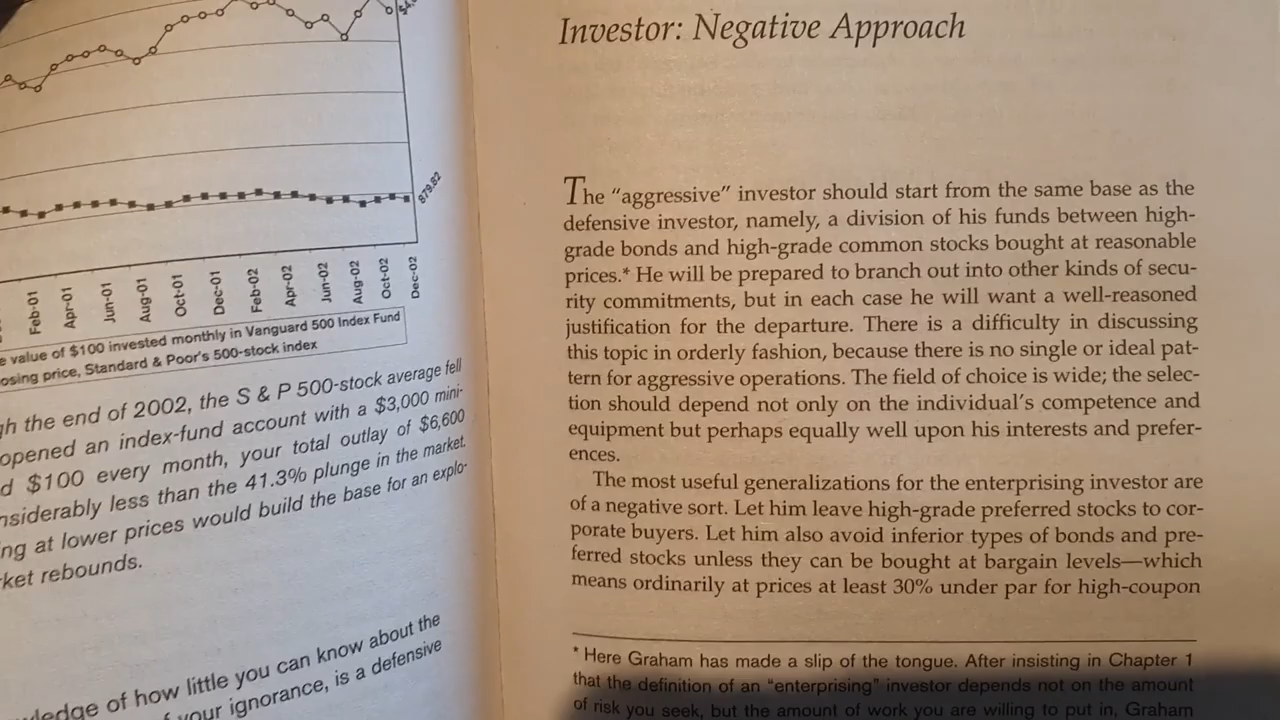 $79.82
Feb-01
Apr-01
Jun-01
Aug-01
Oct-01
Dec-01
Feb-02
Apr-02
Jun-02
Aug-02
Oct-02
Dec-02
value of $100 invested monthly in Vanguard 500 Index Fund
price, Standard & Poor's 500-stock index
the end of 2002, the S & P 500-stock average fell
opened an index-fund account with a $3,000 mini-
$100 every month, your total outlay of $6,600
less than the 41.3% plunge in the market.
at lower prices would build the base for an explo-
rebounds.
of how little you can know about the
your ignorance, is a defensive
Investor: Negative Approach
The “aggressive” investor should start from the same base as the
defensive investor, namely, a division of his funds between high-
grade bonds and high-grade common stocks bought at reasonable
prices.* He will be prepared to branch out into other kinds of secu-
rity commitments, but in each case he will want a well-reasoned
justification for the departure. There is a difficulty in discussing
this topic in orderly fashion, because there is no single or ideal pat-
tern for aggressive operations. The field of choice is wide; the selec-
tion should depend not only on the individual’s competence and
equipment but perhaps equally well upon his interests and prefer-
ences.
The most useful generalizations for the enterprising investor are
of a negative sort. Let him leave high-grade preferred stocks to cor-
porate buyers. Let him also avoid inferior types of bonds and pre-
ferred stocks unless they can be bought at bargain levels—which
means ordinarily at prices at least 30% under par for high-coupon
* Here Graham has made a slip of the tongue. After insisting in Chapter 1
that the definition of an “enterprising” investor depends not on the amount
of risk you seek, but the amount of work you are willing to put in, Graham